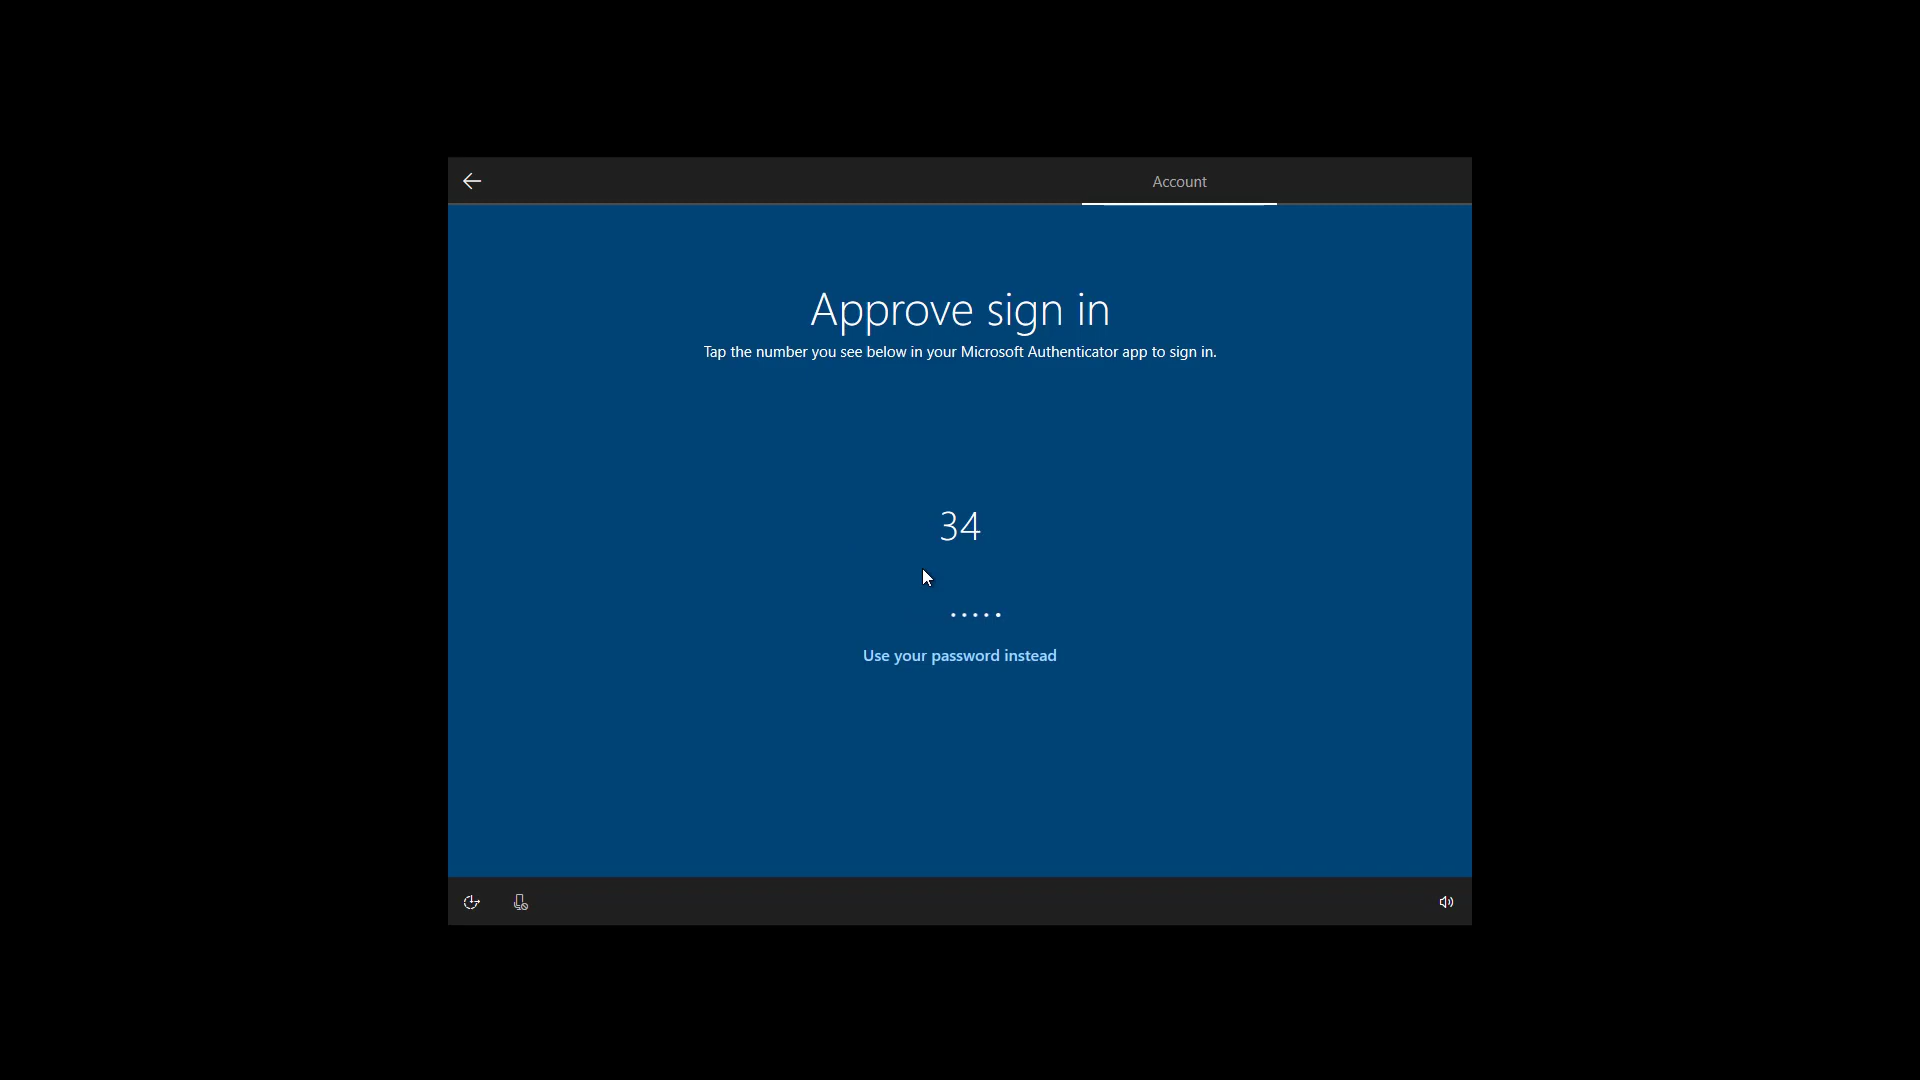 Account
Approve sign in
Tap the number you see below in your Microsoft Authenticator app to sign in.
34
Use your password instead